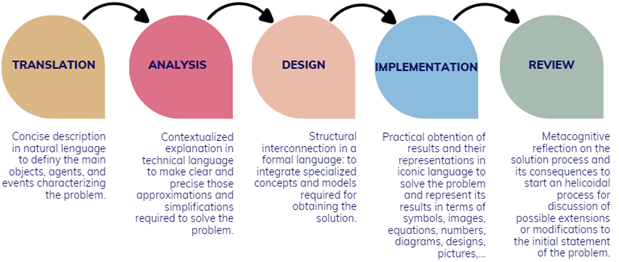 TRANSLATION
ANALYSIS
DESIGN
IMPLEMENTATION
REVIEW
Concise description
in natural lenguage
to definy the main
objects, agents, and
events characterizing
the problem.
Contextualized
explanation in
technical language
to make clear and
precise those
approximations and
simplifications
required to solve the
problem.
Structural
interconnection in a
formal language: to
integrate specialized
concepts and models
required for
obtaining the
solution.
Practical obtention of
results and their
representations in
iconic language to
solve the problem
and represent its
results in terms of
symbols, images,
equations, numbers,
diagrams, designs,
pictures,...
Metacognitive
reflection on the
solution process and
its consequences to
start an helicoidal
process for
discussion of
possible extensions
or modifications to
the initial statement
of the problem.